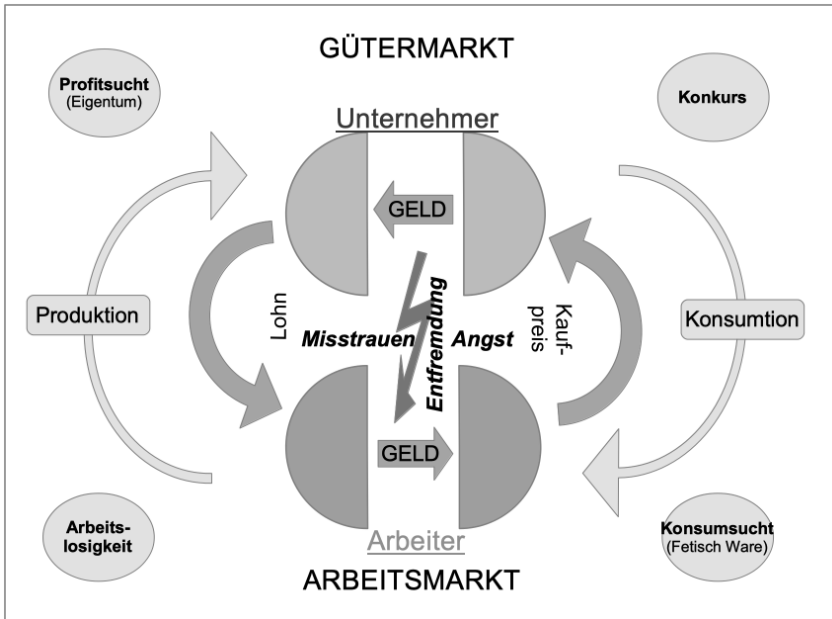 GÜTERMARKT
Profitsucht
(Eigentum)
Konkurs
Unternehmer
GELD
Produktion
Lohn
Misstrauen
Entfremdung
Angst
Kauf-
preis
Konsumtion
GELD
Arbeits-
losigkeit
Konsumsucht
(Fetisch Ware)
Arbeiter
ARBEITSMARKT